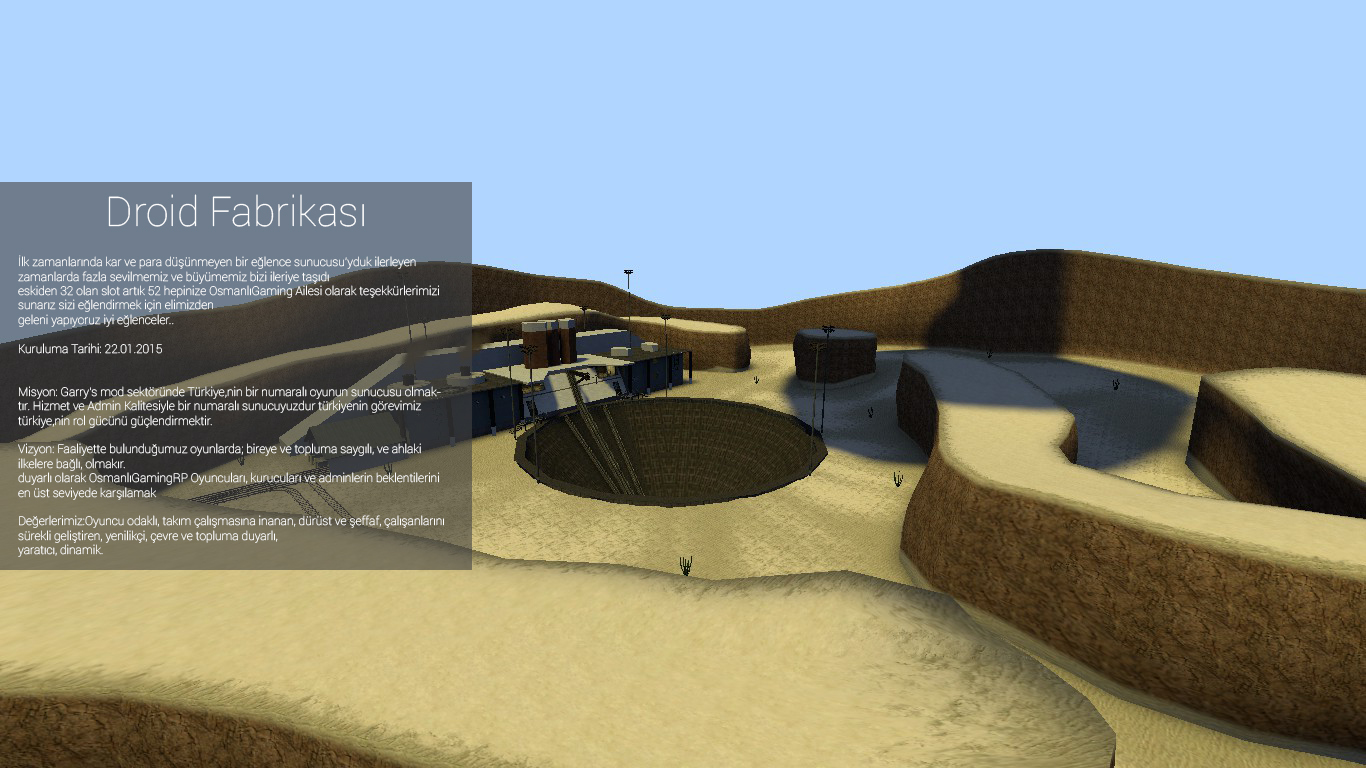 Droid Fabrikası
İlk zamanlarında kar ve para düşünmeyen bir eğlence sunucusu'yduk ilerleyen
zamanlarda fazla sevilmemiz ve büyümemiz bizi ileriye taşıdı
eskiden 32 olan slot artık 52 hepinize OsmanlıGaming Ailesi olarak teşekkürlerimizi
sunarız sizi eğlendirmek için elimizden
geleni yapıyoruz iyi eğlenceler..
Kuruluma Tarihi: 22.01.2015
Misyon: Garry's mod sektöründe Türkiye,nin bir numaralı oyunun sunucusu olmak-
tır. Hizmet ve Admin Kalitesiyle bir numaralı sunucuyuzdur türkiyenin görevimiz
türkiye,nin rol gücünü güçlendirmektir.
Vizyon: Faaliyette bulunduğumuz oyunlarda; bireye ve topluma saygılı, ve ahlaki
ilkelere bağlı, olmakır.
duyarlı olarak OsmanlıGamingRP Oyuncuları, kurucuları ve adminlerin beklentilerini
en üst seviyede karşılamak
Değerlerimiz:Oyuncu odaklı, takım çalışmasına inanan, dürüst ve şeffaf, çalışanlarını
sürekli geliştiren, yenilikçi, çevre ve topluma duyarlı,
yaratıcı, dinamik.